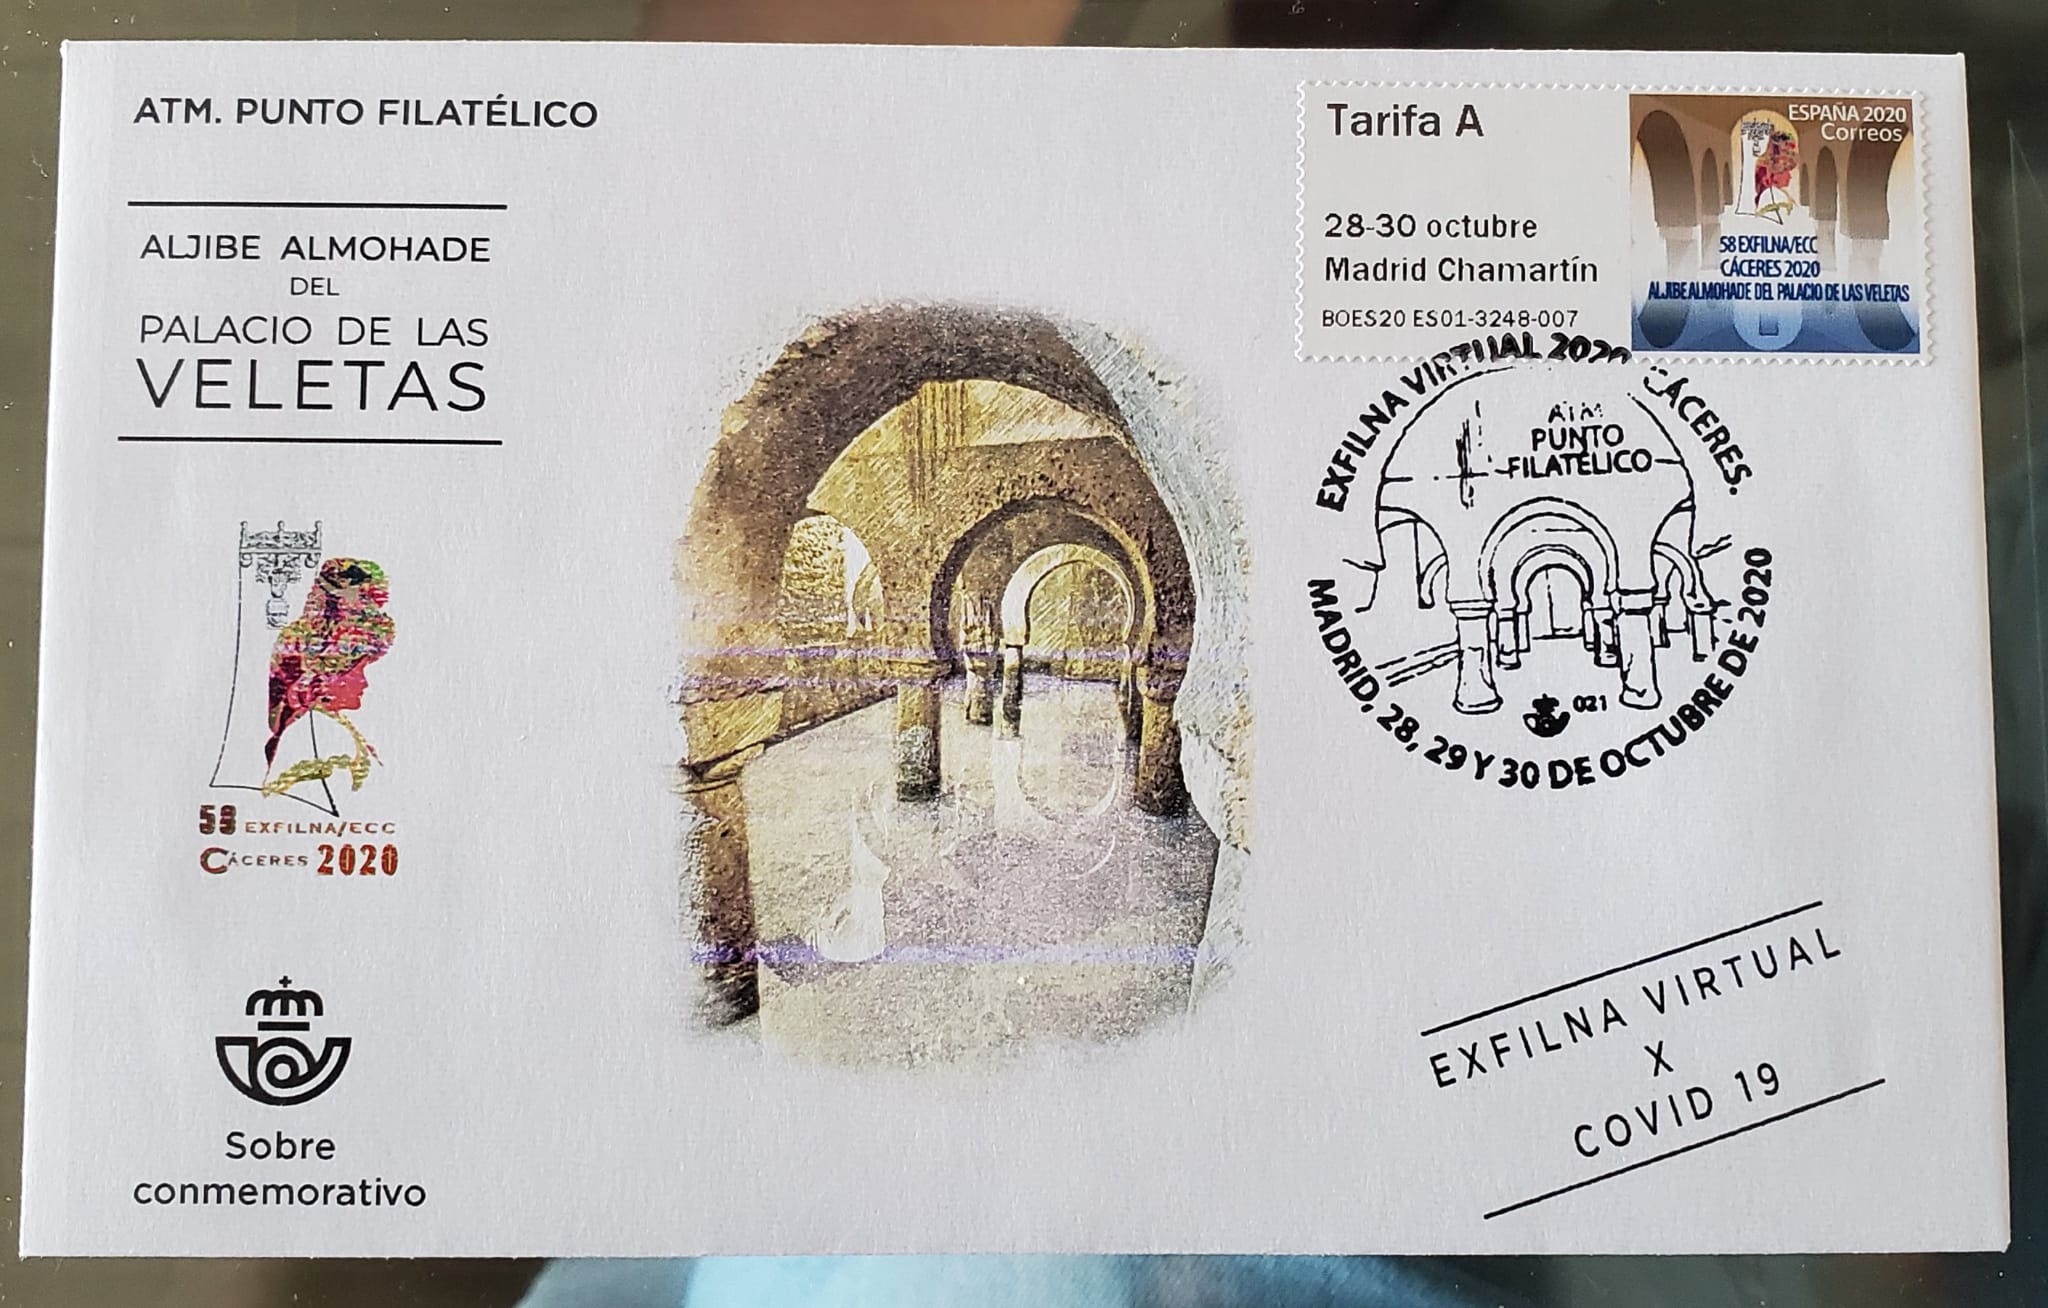 ATM. PUNTO FILATÉLICO
ALJIBE ALMOHADE
DEL
PALACIO DE LAS
VELETAS
58 EXFILNA/ECC
CÁCERES 2020
Sobre
conmemorativo
Tarifa A
28-30 octubre
Madrid Chamartín
BOES20 ES01-3248-007
ESPAÑA 2020
Correos
58 EXFILNA/ECC
CÁCERES 2020
ALJIBE ALMOHADE DEL PALACIO DE LAS VELETAS
EXFILNA VIRTUAL 2020 CÁCERES.
ATM
PUNTO
FILATÉLICO
021
MADRID, 28, 29 Y 30 DE OCTUBRE DE 2020
EXFILNA VIRTUAL
X
COVID 19